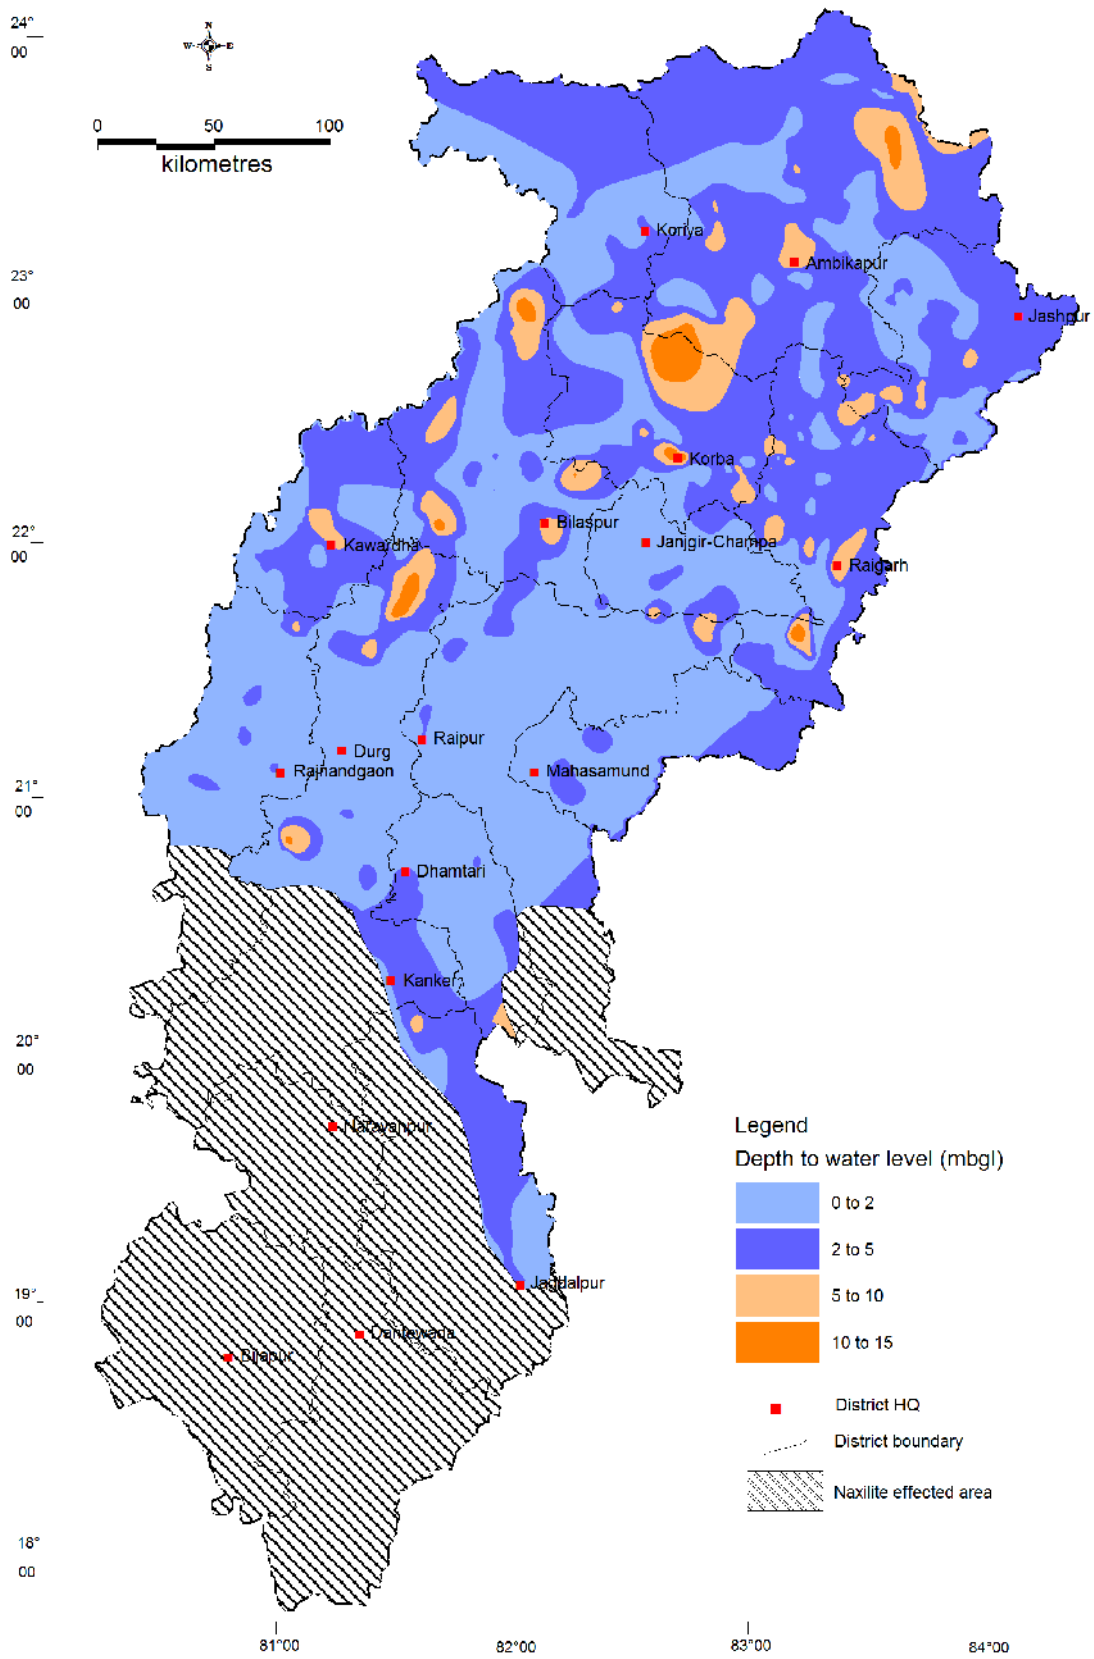 24°
00
N
W E
S
0 50 100
kilometres
Koriya
23°
00
Ambikapur
Jashpur
Korba
22°
00
Bilaspur
Kawardha
Janjgir-Champa
Raigarh
Raipur
Durg
Rajnandgaon
Mahasamund
21°
00
Dhamtari
Kanker
20°
00
Narayanpur
Legend
Depth to water level (mbgl)
0 to 2
2 to 5
5 to 10
10 to 15
Jagdalpur
19°
00
Dantewada
Bijapur
District HQ
District boundary
Naxilite effected area
18°
00
81°00 82°00 83°00 84°00